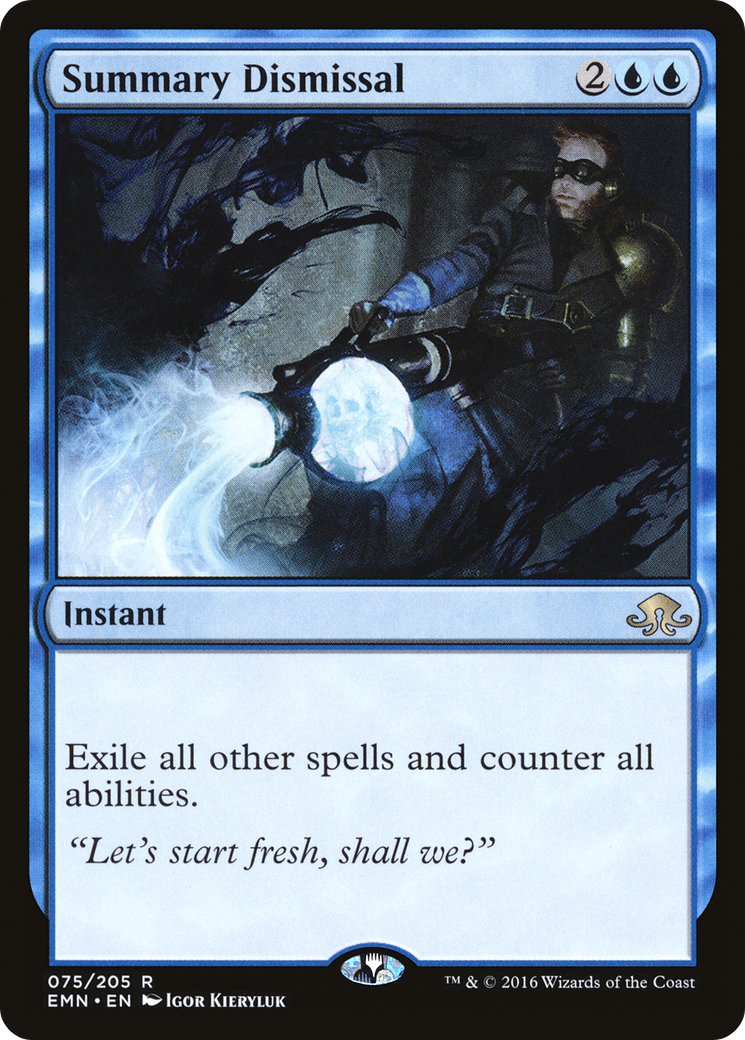 Summary Dismissal 2
Instant
Exile all other spells and counter all
abilities.
“Let’s start fresh, shall we?”
075/205 R
EMN • EN Igor Kieryluk
™ & © 2016 Wizards of the Coast